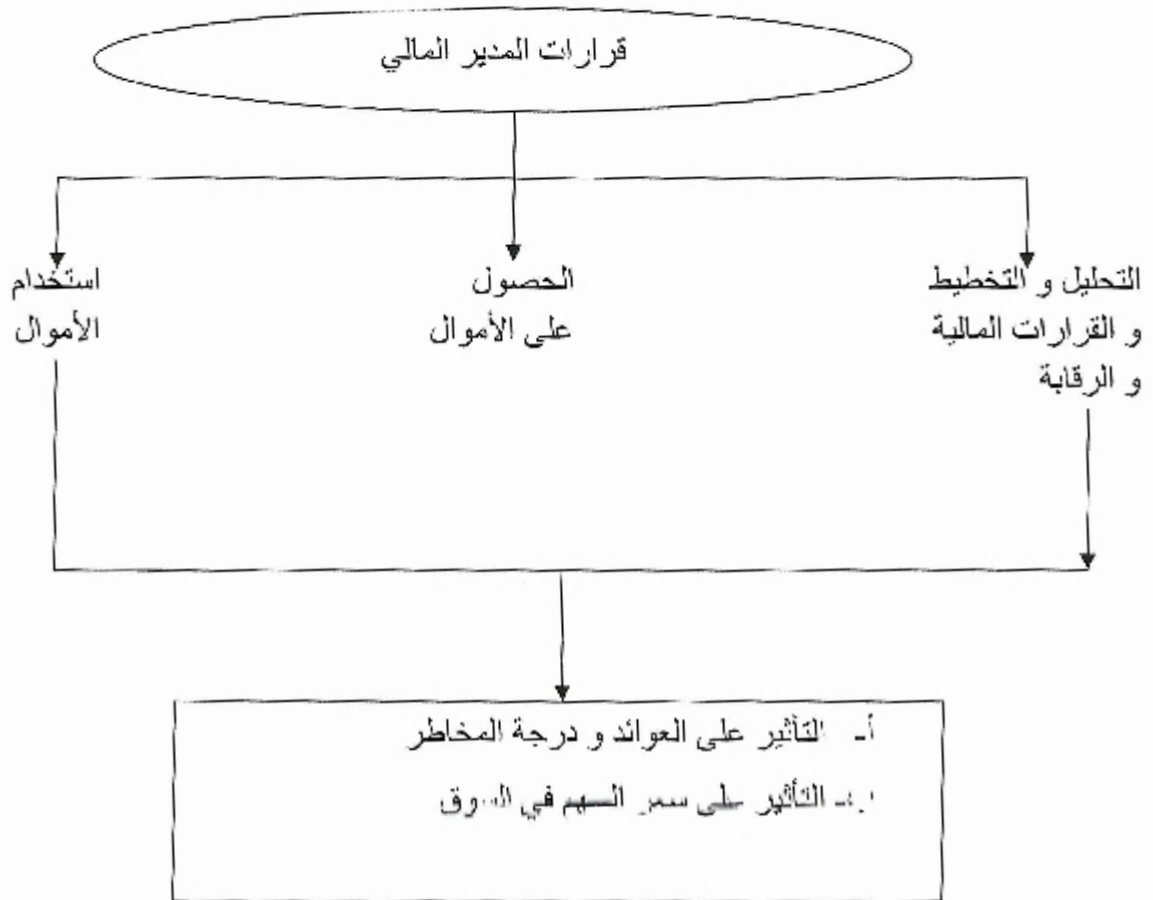 قرارات المدير المالي
التحليل و التخطيط
و القرارات المالية
و الرقابة
الحصول
على الأموال
استخدام
الأموال
أ- التأثير على العوائد و درجة المخاطر
ب- التأثير على سعر السهم في السوق